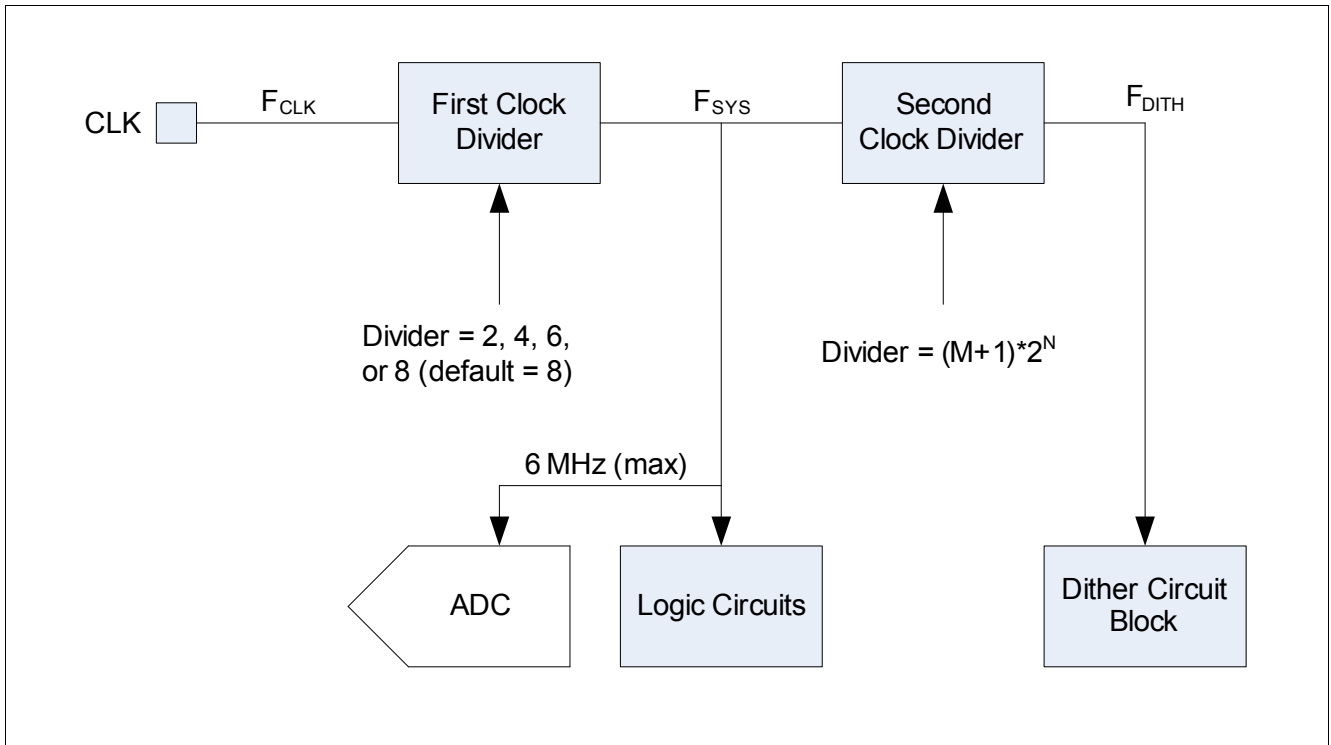 CLK
F_CLK
First Clock
Divider
F_SYS
Second
Clock Divider
F_DITH
Divider = 2, 4, 6,
or 8 (default = 8)
Divider = (M+1)*2^N
6 MHz (max)
ADC
Logic Circuits
Dither Circuit
Block